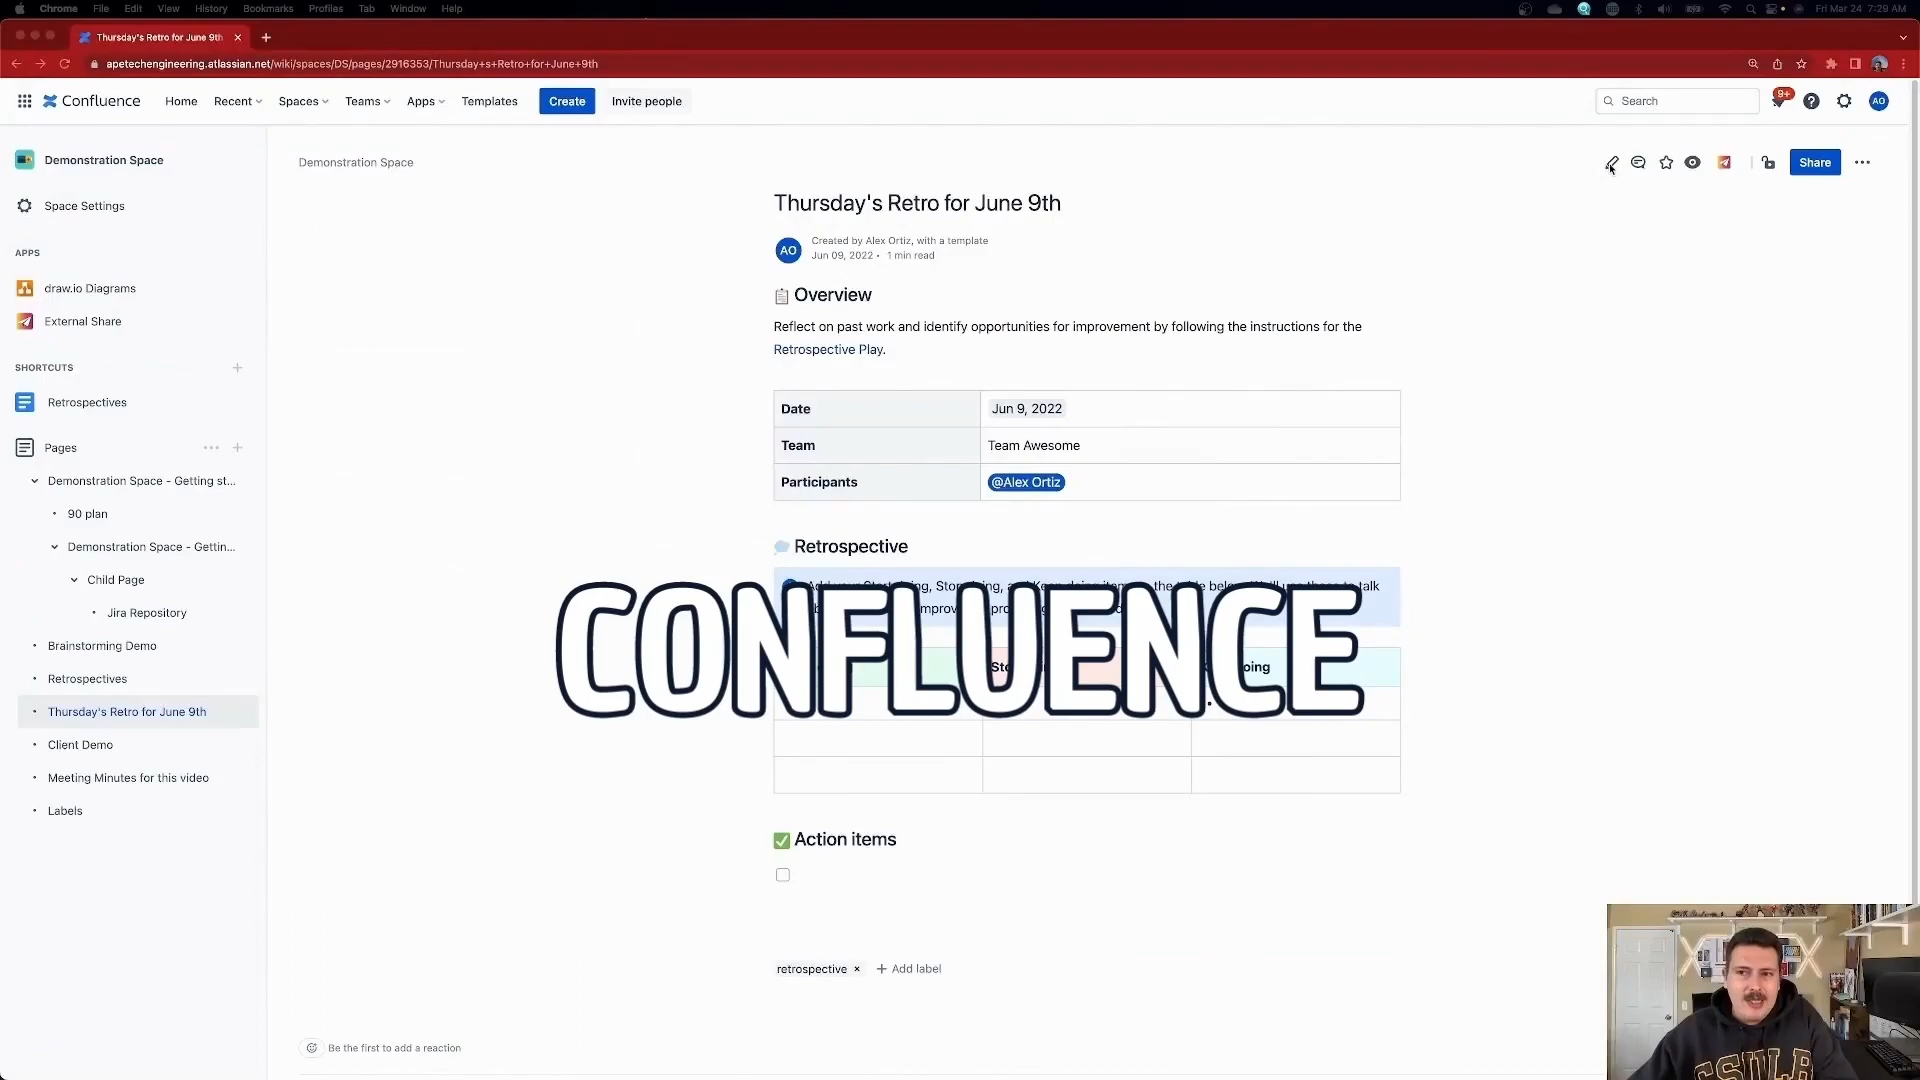 Chrome File Edit View History Bookmarks Profiles Tab Window Help Fri Mar 24 7:29 AM
Thursday's Retro for June 9th
apetechengineering.atlassian.net/wiki/spaces/DS/pages/2916353/Thursday+s+Retro+for+June+9th
Confluence Home Recent Spaces Teams Apps Templates Create Invite people Search 9+ AO
Demonstration Space
Space Settings
APPS
draw.io Diagrams
External Share
SHORTCUTS
Retrospectives
Pages
Demonstration Space - Getting st...
90 plan
Demonstration Space - Gettin...
Child Page
Jira Repository
Brainstorming Demo
Retrospectives
Thursday's Retro for June 9th
Client Demo
Meeting Minutes for this video
Labels
Demonstration Space
Share
Thursday's Retro for June 9th
AO
Created by Alex Ortiz, with a template
Jun 09, 2022 • 1 min read
Overview
Reflect on past work and identify opportunities for improvement by following the instructions for the
Retrospective Play.
Date Jun 9, 2022
Team Team Awesome
Participants @Alex Ortiz
Retrospective
talk
CONFLUENCE
Action items
retrospective × + Add label
Be the first to add a reaction
CSULB